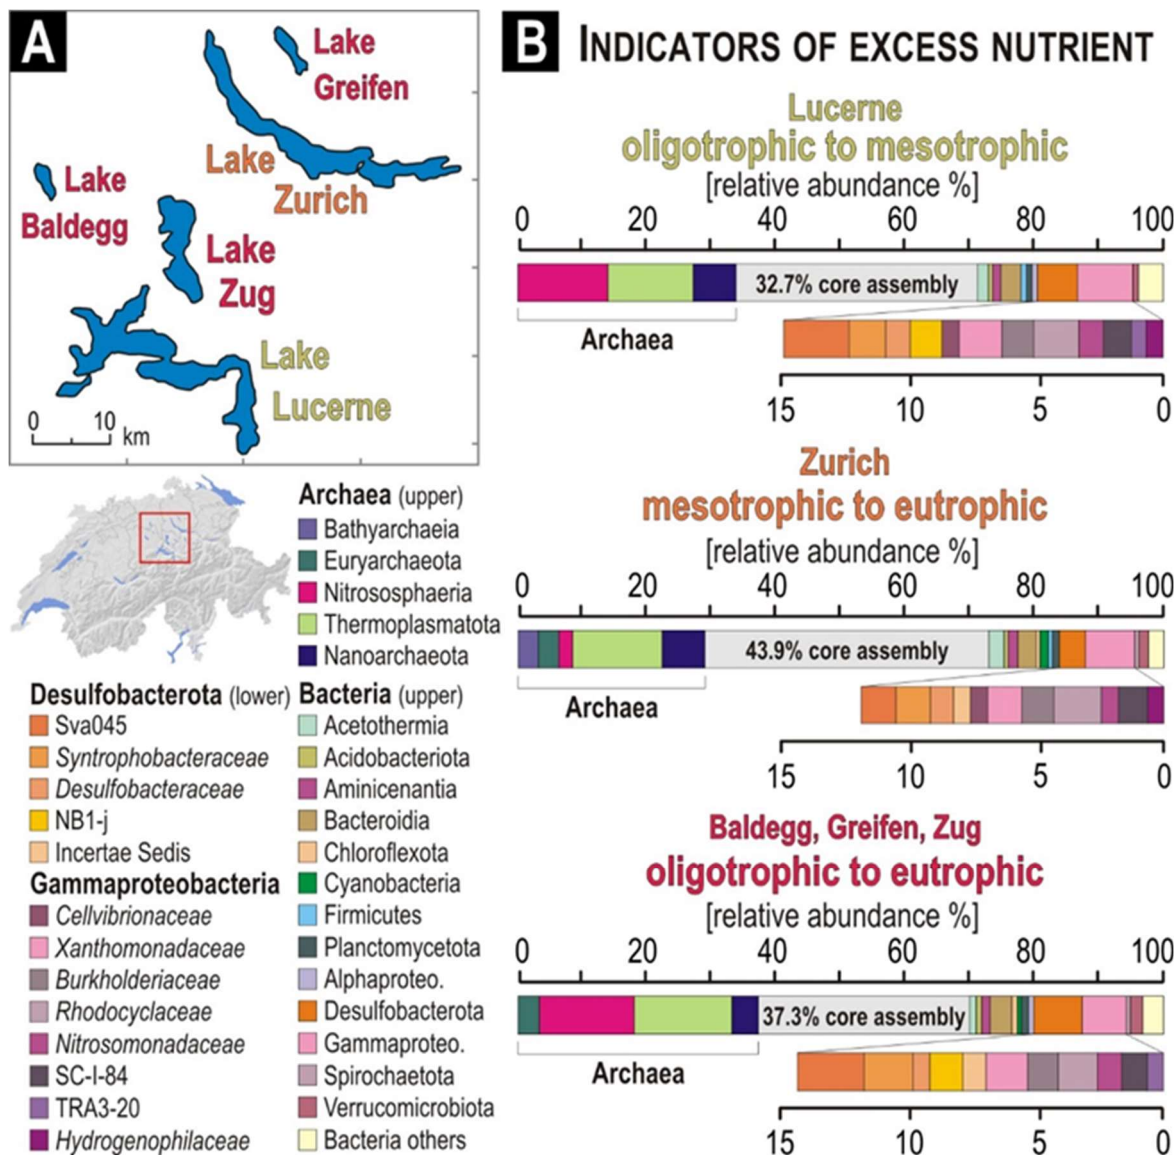 A
Lake
Greifen
Lake
Zurich
Lake
Baldegg
Lake
Zug
Lake
Lucerne
0 10 km
B INDICATORS OF EXCESS NUTRIENT
Lucerne
oligotrophic to mesotrophic
[relative abundance %]
0 20 40 60 80 100
32.7% core assembly
Archaea
15 10 5 0
Zurich
mesotrophic to eutrophic
[relative abundance %]
0 20 40 60 80 100
43.9% core assembly
Archaea
15 10 5 0
Baldegg, Greifen, Zug
oligotrophic to eutrophic
[relative abundance %]
0 20 40 60 80 100
37.3% core assembly
Archaea
15 10 5 0
Archaea (upper)
Bathyarchaeia
Euryarchaeota
Nitrososphaeria
Thermoplasmatota
Nanoarchaeota
Desulfobacterota (lower)
Sva045
Syntrophobacteraceae
Desulfobacteraceae
NB1-j
Incertae Sedis
Gammaproteobacteria
Cellvibrionaceae
Xanthomonadaceae
Burkholderiaceae
Rhodocyclaceae
Nitrosomonadaceae
SC-I-84
TRA3-20
Hydrogenophilaceae
Bacteria (upper)
Acetothermia
Acidobacteriota
Aminicenantia
Bacteroidia
Chloroflexota
Cyanobacteria
Firmicutes
Planctomycetota
Alphaproteo.
Desulfobacterota
Gammaproteo.
Spirochaetota
Verrucomicrobiota
Bacteria others